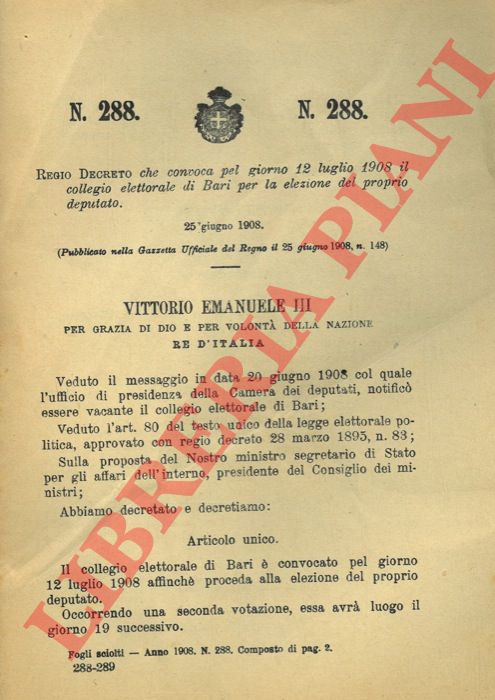 N. 288. N. 288.
REGIO DECRETO che convoca pel giorno 12 luglio 1908 il
collegio elettorale di Bari per la elezione del proprio
deputato.
25 giugno 1908.
(Pubblicato nella Gazzetta Ufficiale del Regno il 25 giugno 1908, n. 148)
VITTORIO EMANUELE III
PER GRAZIA DI DIO E PER VOLONTÀ DELLA NAZIONE
RE D'ITALIA
Veduto il messaggio in data 20 giugno 1908 col quale
l'ufficio di presidenza della Camera dei deputati, notificò
essere vacante il collegio elettorale di Bari;
Veduto l'art. 80 del testo unico della legge elettorale po-
litica, approvato con regio decreto 28 marzo 1895, n. 83;
Sulla proposta del Nostro ministro segretario di Stato
per gli affari dell'interno, presidente del Consiglio dei mi-
nistri;
Abbiamo decretato e decretiamo:
Articolo unico.
Il collegio elettorale di Bari è convocato pel giorno
12 luglio 1908 affinchè proceda alla elezione del proprio
deputato.
Occorrendo una seconda votazione, essa avrà luogo il
giorno 19 successivo.
Fogli sciolti — Anno 1908. N. 288. Composto di pag. 2.
288-289
LIBRERIA PIANI